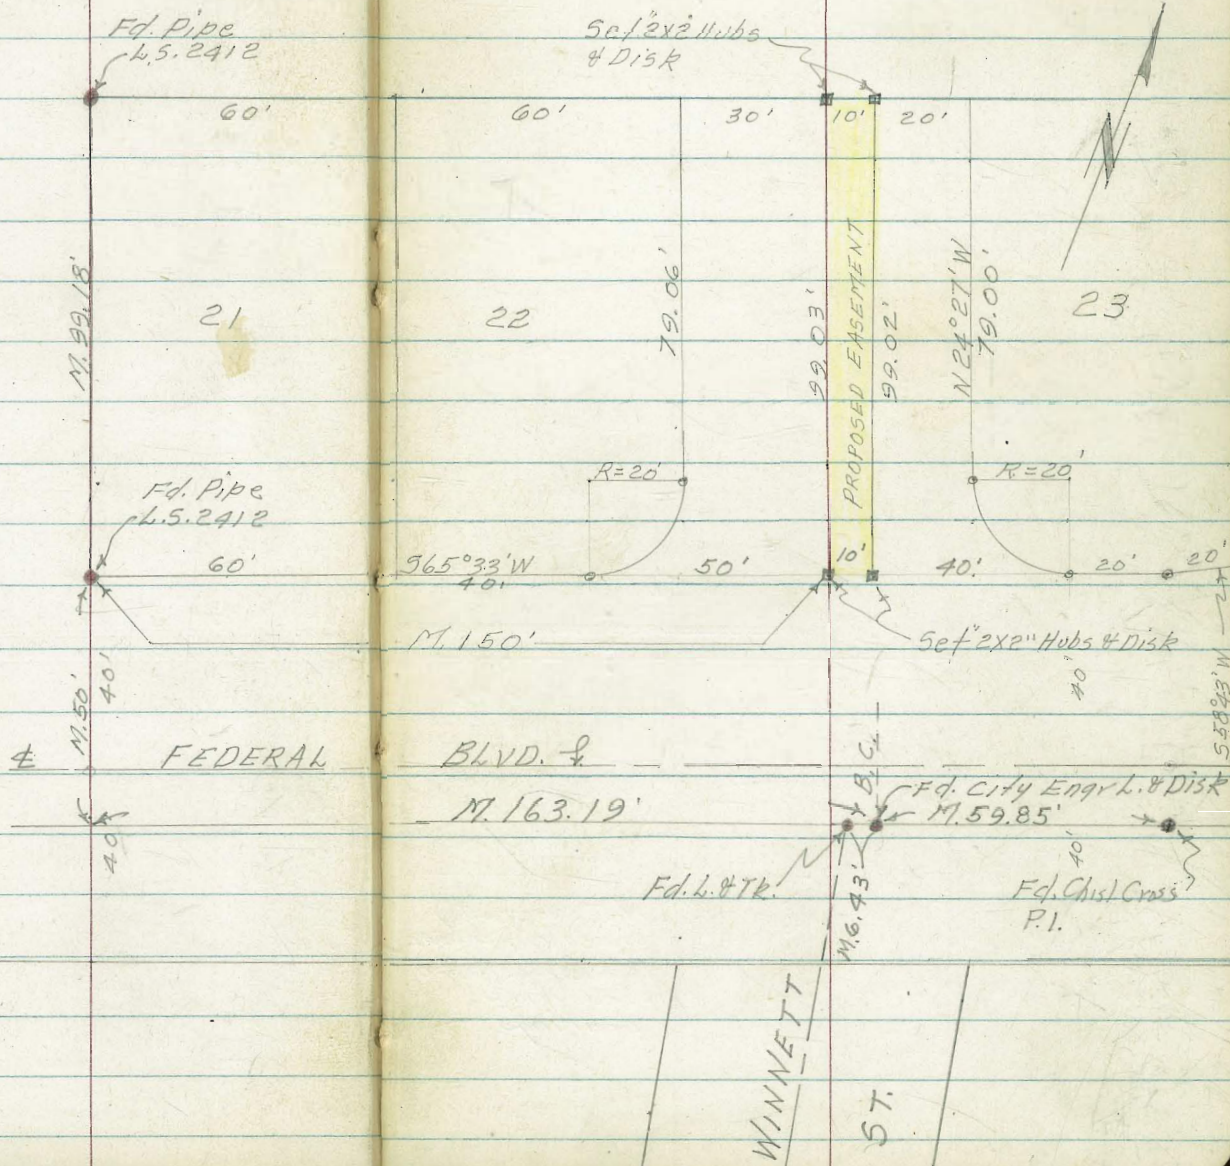 Fd. Pipe
L.S. 2412
Set 2"x2" Hubs
& Disk
60'
60'
30'
10'
20'
N
M. 99.18'
21
22
79.06'
99.03'
PROPOSED EASEMENT
99.02'
N24°27'W
79.00'
23
Fd. Pipe
L.S. 2412
R=20'
R=20'
60'
S65°33'W
40'
50'
10'
40'
20'
20'
M. 150'
Set 2"X2" Hubs & Disk
M. 50'
40'
40'
S58°43'W
℄
FEDERAL
BLVD. ℄
B.C.
Fd. City Engr L. & Disk
M. 163.19'
M. 59.85'
40'
40'
Fd. L. & Tk.
M. 6.43'
Fd. Chisl Cross
P.I.
WINNETT
ST.